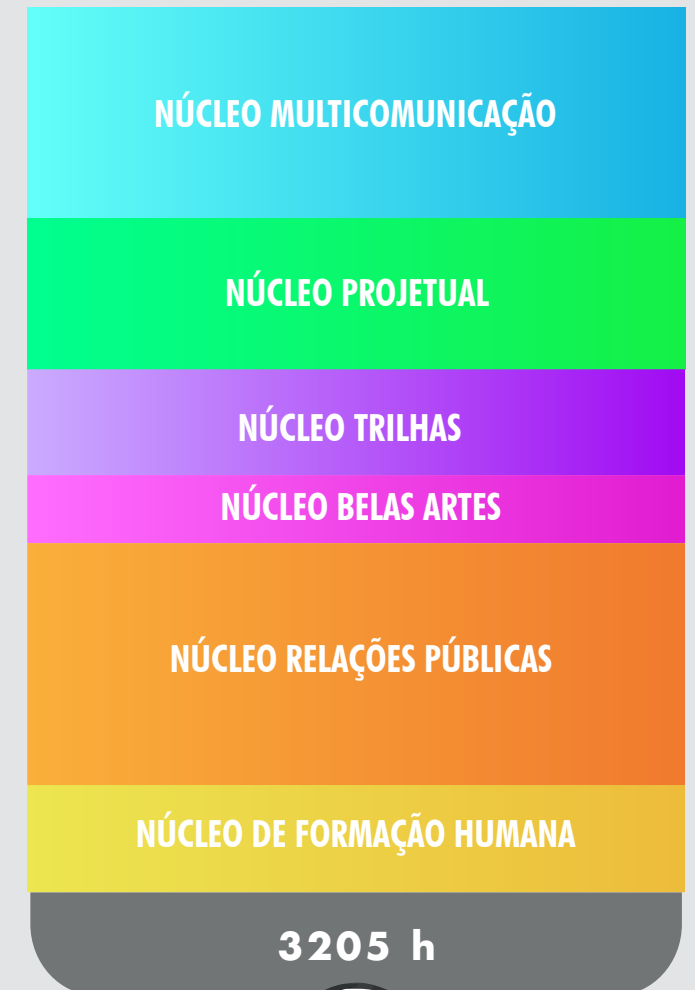 NÚCLEO MULTICOMUNICAÇÃO
NÚCLEO PROJETUAL
NÚCLEO TRILHAS
NÚCLEO BELAS ARTES
NÚCLEO RELAÇÕES PÚBLICAS
NÚCLEO DE FORMAÇÃO HUMANA
3205 h